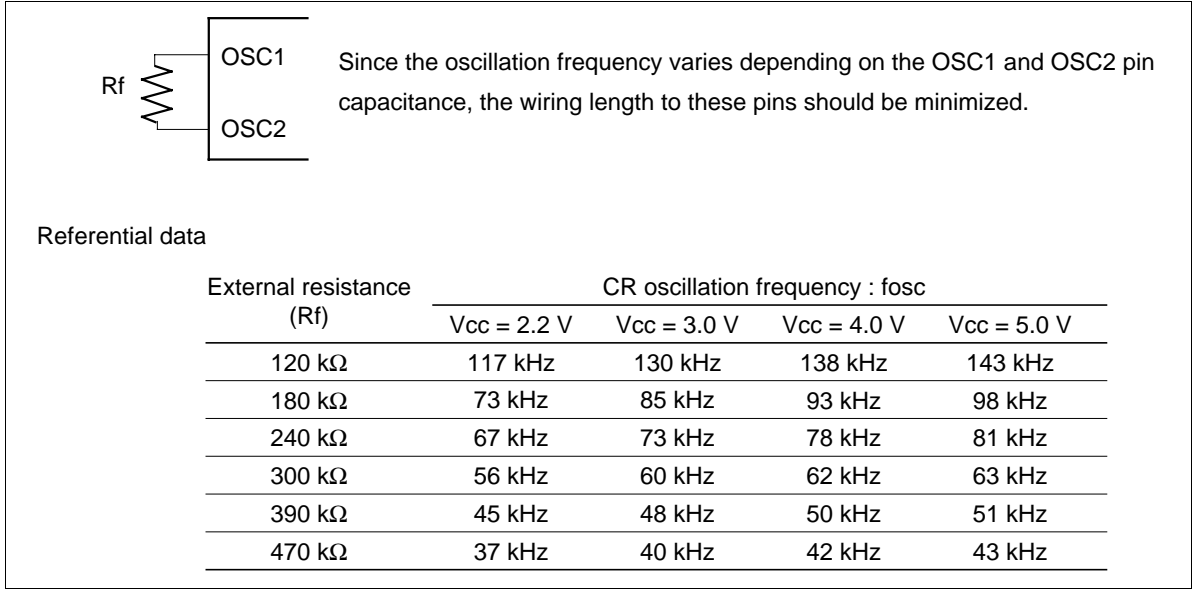 OSC1
Rf
OSC2
Since the oscillation frequency varies depending on the OSC1 and OSC2 pin
capacitance, the wiring length to these pins should be minimized.
Referential data
External resistance (Rf) CR oscillation frequency : fosc
Vcc = 2.2 V Vcc = 3.0 V Vcc = 4.0 V Vcc = 5.0 V
120 kΩ 117 kHz 130 kHz 138 kHz 143 kHz
180 kΩ 73 kHz 85 kHz 93 kHz 98 kHz
240 kΩ 67 kHz 73 kHz 78 kHz 81 kHz
300 kΩ 56 kHz 60 kHz 62 kHz 63 kHz
390 kΩ 45 kHz 48 kHz 50 kHz 51 kHz
470 kΩ 37 kHz 40 kHz 42 kHz 43 kHz